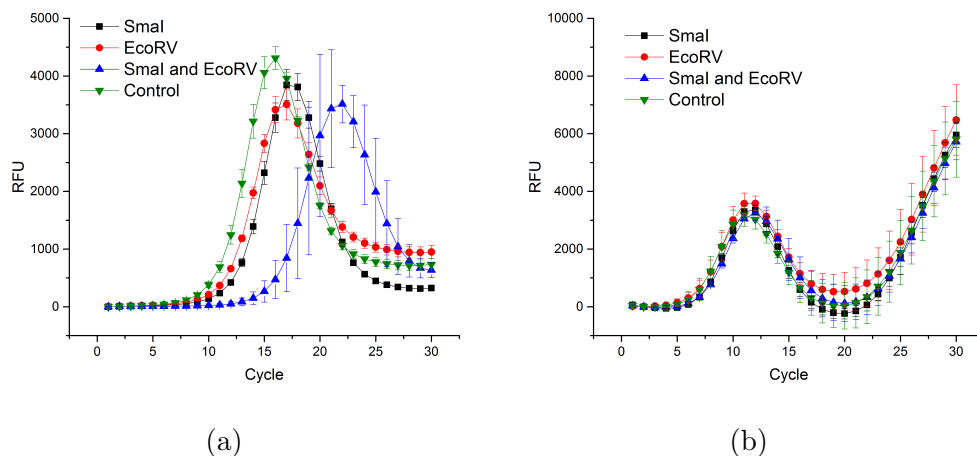 5000
4000
3000
2000
1000
0
RFU
SmaI
EcoRV
SmaI and EcoRV
Control
0 5 10 15 20 25 30
Cycle
(a)
10000
8000
6000
4000
2000
0
RFU
SmaI
EcoRV
SmaI and EcoRV
Control
0 5 10 15 20 25 30
Cycle
(b)